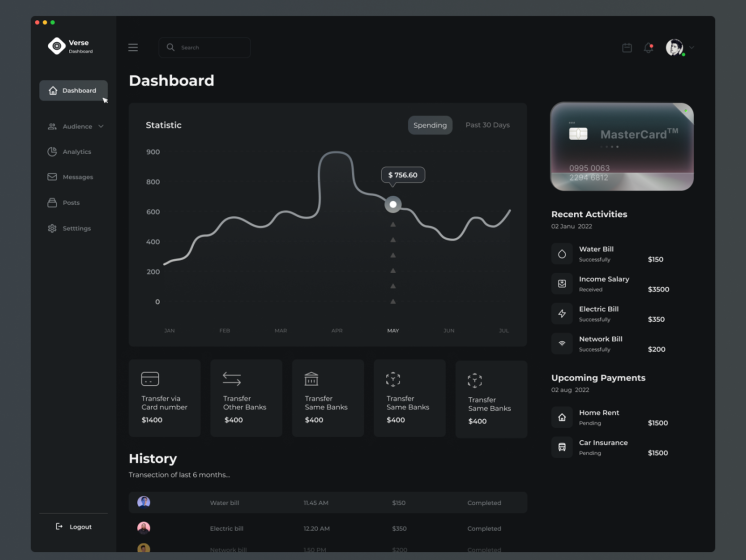 Verse
Dashboard
Search
Dashboard
Audience
Analytics
Messages
Posts
Setttings
Logout
Dashboard
Statistic
Spending
Past 30 Days
900
800
600
400
200
0
$ 756.60
JAN FEB MAR APR MAY JUN JUL
Transfer via
Card number
$1400
Transfer
Other Banks
$400
Transfer
Same Banks
$400
Transfer
Same Banks
$400
Transfer
Same Banks
$400
History
Transection of last 6 months...
Water bill 11.45 AM $150 Completed
Electric bill 12.20 AM $350 Completed
Network bill 1.50 PM $200 Completed
MasterCard™
0995 0063
2294 6812
Recent Activities
02 Janu 2022
Water Bill
Successfully
$150
Income Salary
Received
$3500
Electric Bill
Successfully
$350
Network Bill
Successfully
$200
Upcoming Payments
02 aug 2022
Home Rent
Pending
$1500
Car Insurance
Pending
$1500